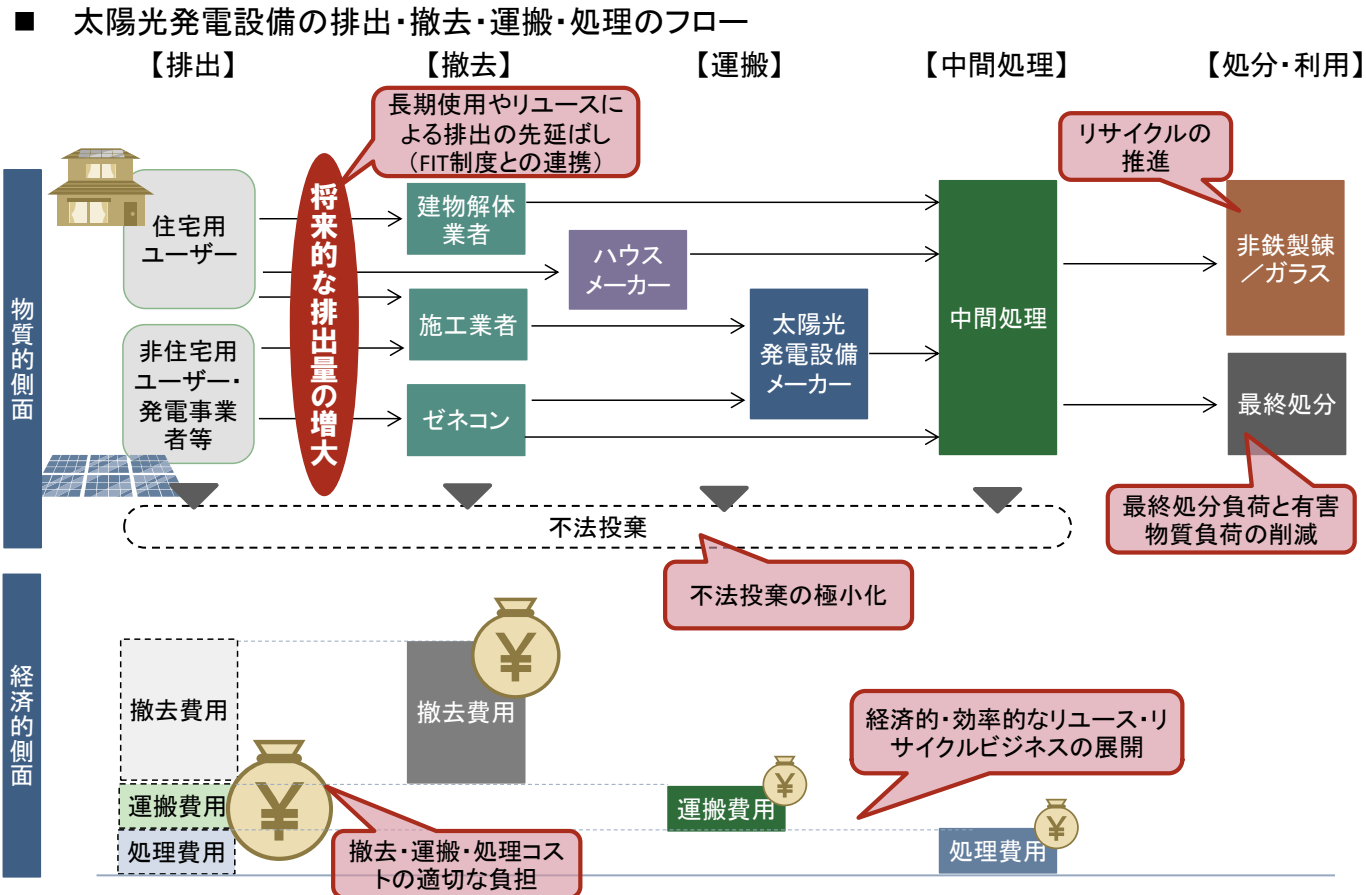 ■ 太陽光発電設備の排出・撤去・運搬・処理のフロー
【排出】
【撤去】
【運搬】
【中間処理】
【処分・利用】
長期使用やリユースに
よる排出の先延ばし
（FIT制度との連携）
リサイクルの
推進
物質的側面
住宅用
ユーザー
非住宅用
ユーザー・
発電事業
者等
将来的な排出量の増大
建物解体
業者
施工業者
ゼネコン
ハウス
メーカー
太陽光
発電設備
メーカー
中間処理
非鉄製錬
／ガラス
最終処分
最終処分負荷と有害
物質負荷の削減
不法投棄
不法投棄の極小化
経済的側面
撤去費用
運搬費用
処理費用
¥
撤去・運搬・処理コス
トの適切な負担
撤去費用
¥
運搬費用
¥
経済的・効率的なリユース・リ
サイクルビジネスの展開
処理費用
¥